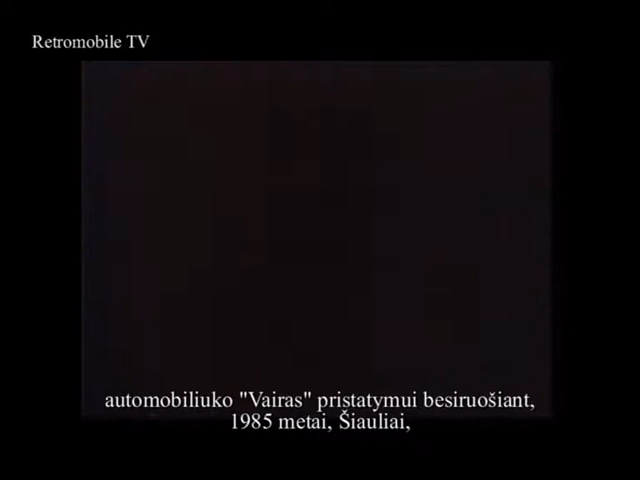 Retromobile TV
automobiliuko "Vairas" pristatymui besiruošiant,
1985 metai, Šiauliai,